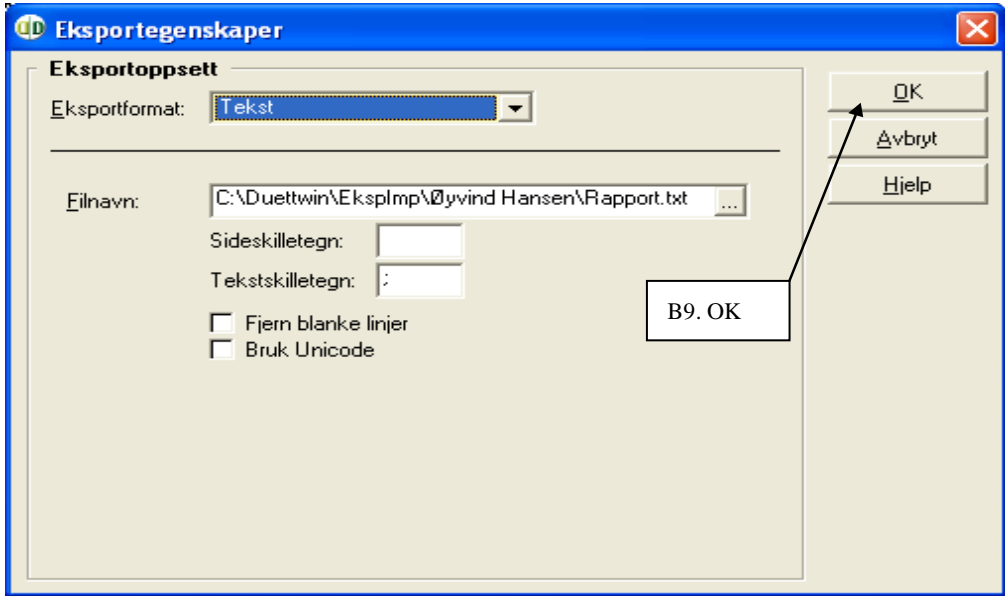 Eksportegenskaper
Eksportoppsett
Eksportformat: Tekst
Filnavn: C:\Duettwin\EkspImp\Øyvind Hansen\Rapport.txt ...
Sideskilletegn:
Tekstskilletegn: ;
Fjern blanke linjer
Bruk Unicode
OK
Avbryt
Hjelp
B9. OK